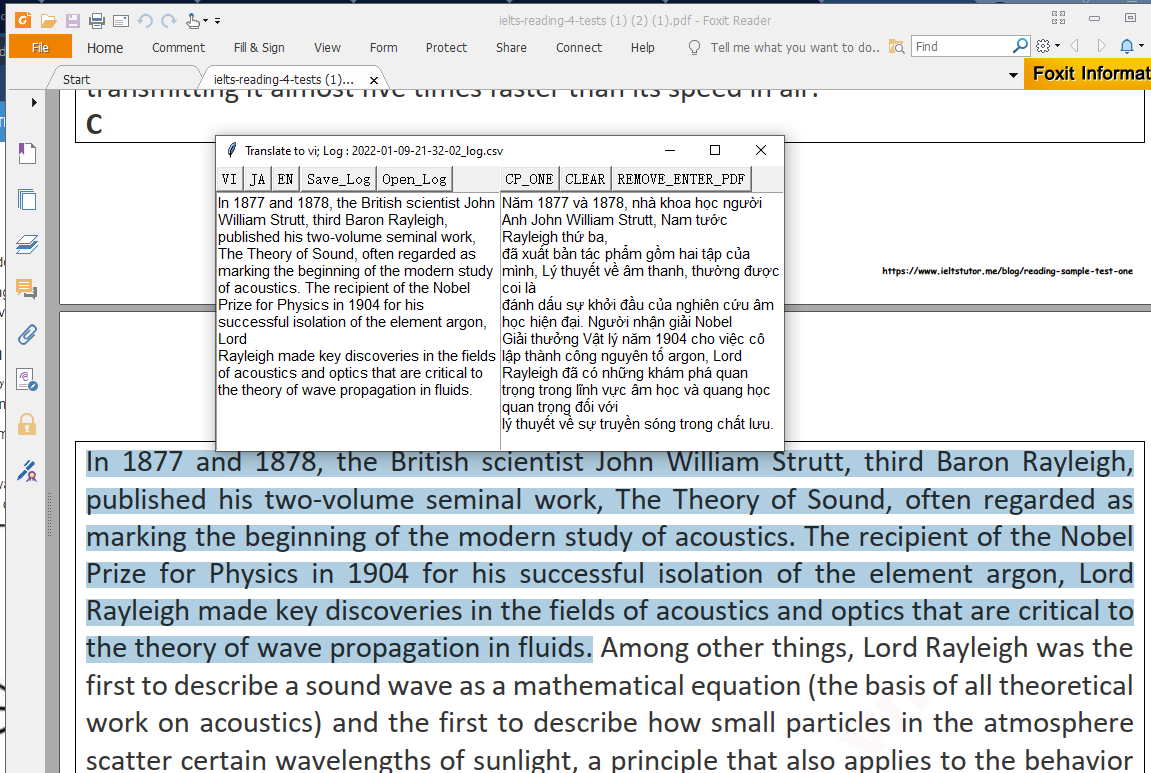 ielts-reading-4-tests (1) (2) (1).pdf - Foxit Reader
File Home Comment Fill & Sign View Form Protect Share Connect Help Tell me what you want to do.. Find
Start ielts-reading-4-tests (1)... Foxit Informat
transmitting it almost five times faster than its speed in air.
C
Translate to vi; Log : 2022-01-09-21-32-02_log.csv
VI JA EN Save_Log Open_Log CP_ONE CLEAR REMOVE_ENTER_PDF
In 1877 and 1878, the British scientist John
William Strutt, third Baron Rayleigh,
published his two-volume seminal work,
The Theory of Sound, often regarded as
marking the beginning of the modern study
of acoustics. The recipient of the Nobel
Prize for Physics in 1904 for his
successful isolation of the element argon,
Lord
Rayleigh made key discoveries in the fields
of acoustics and optics that are critical to
the theory of wave propagation in fluids.
Năm 1877 và 1878, nhà khoa học người
Anh John William Strutt, Nam tước
Rayleigh thứ ba,
đã xuất bản tác phẩm gồm hai tập của
mình, Lý thuyết về âm thanh, thường được
coi là
đánh dấu sự khởi đầu của nghiên cứu âm
học hiện đại. Người nhận giải Nobel
Giải thưởng Vật lý năm 1904 cho việc cô
lập thành công nguyên tố argon, Lord
Rayleigh đã có những khám phá quan
trọng trong lĩnh vực âm học và quang học
quan trọng đối với
lý thuyết về sự truyền sóng trong chất lưu.
https://www.ieltstutor.me/blog/reading-sample-test-one
In 1877 and 1878, the British scientist John William Strutt, third Baron Rayleigh,
published his two-volume seminal work, The Theory of Sound, often regarded as
marking the beginning of the modern study of acoustics. The recipient of the Nobel
Prize for Physics in 1904 for his successful isolation of the element argon, Lord
Rayleigh made key discoveries in the fields of acoustics and optics that are critical to
the theory of wave propagation in fluids. Among other things, Lord Rayleigh was the
first to describe a sound wave as a mathematical equation (the basis of all theoretical
work on acoustics) and the first to describe how small particles in the atmosphere
scatter certain wavelengths of sunlight, a principle that also applies to the behavior